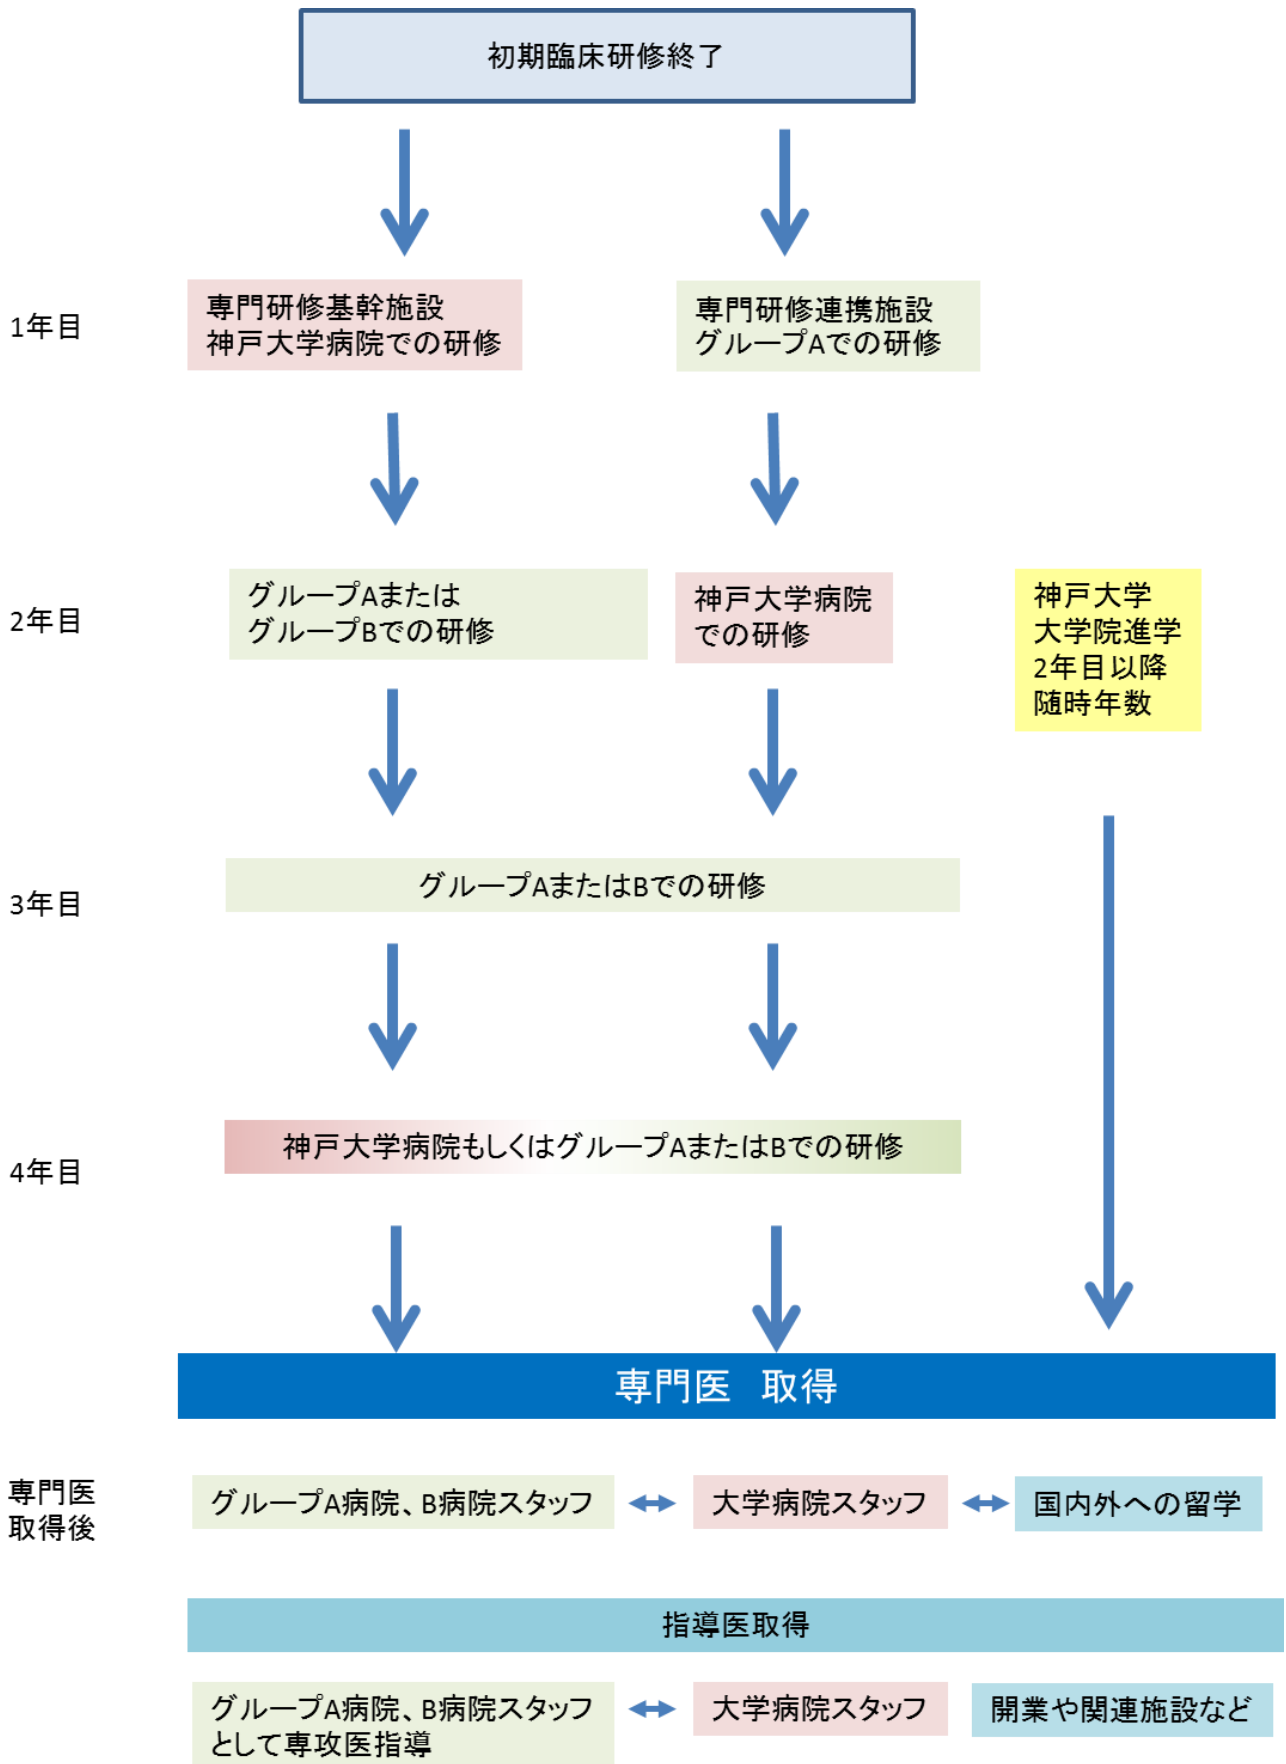 初期臨床研修終了
1年目
専門研修基幹施設
神戸大学病院での研修
専門研修連携施設
グループAでの研修
2年目
グループAまたは
グループBでの研修
神戸大学病院
での研修
神戸大学
大学院進学
2年目以降
随時年数
3年目
グループAまたはBでの研修
4年目
神戸大学病院もしくはグループAまたはBでの研修
専門医 取得
専門医
取得後
グループA病院、B病院スタッフ
大学病院スタッフ
国内外への留学
指導医取得
グループA病院、B病院スタッフ
として専攻医指導
大学病院スタッフ
開業や関連施設など